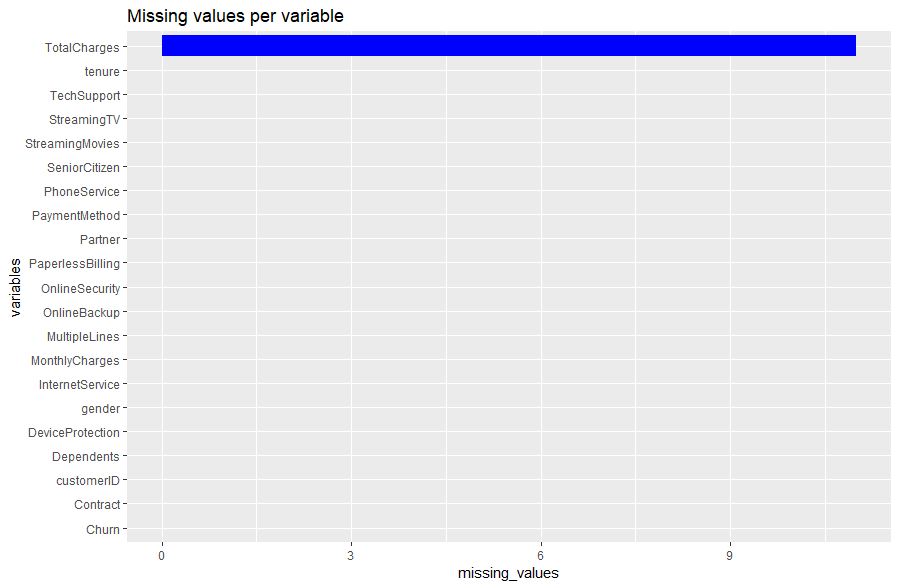 Missing values per variable
TotalCharges
tenure
TechSupport
StreamingTV
StreamingMovies
SeniorCitizen
PhoneService
PaymentMethod
Partner
PaperlessBilling
OnlineSecurity
OnlineBackup
MultipleLines
MonthlyCharges
InternetService
gender
DeviceProtection
Dependents
customerID
Contract
Churn
variables
0 3 6 9
missing_values